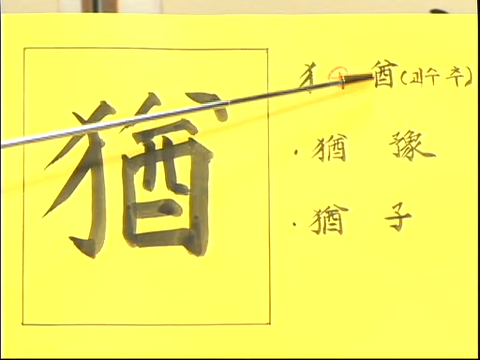 猶
犭 + 酋(괴수 추)
· 猶 豫
· 猶 子